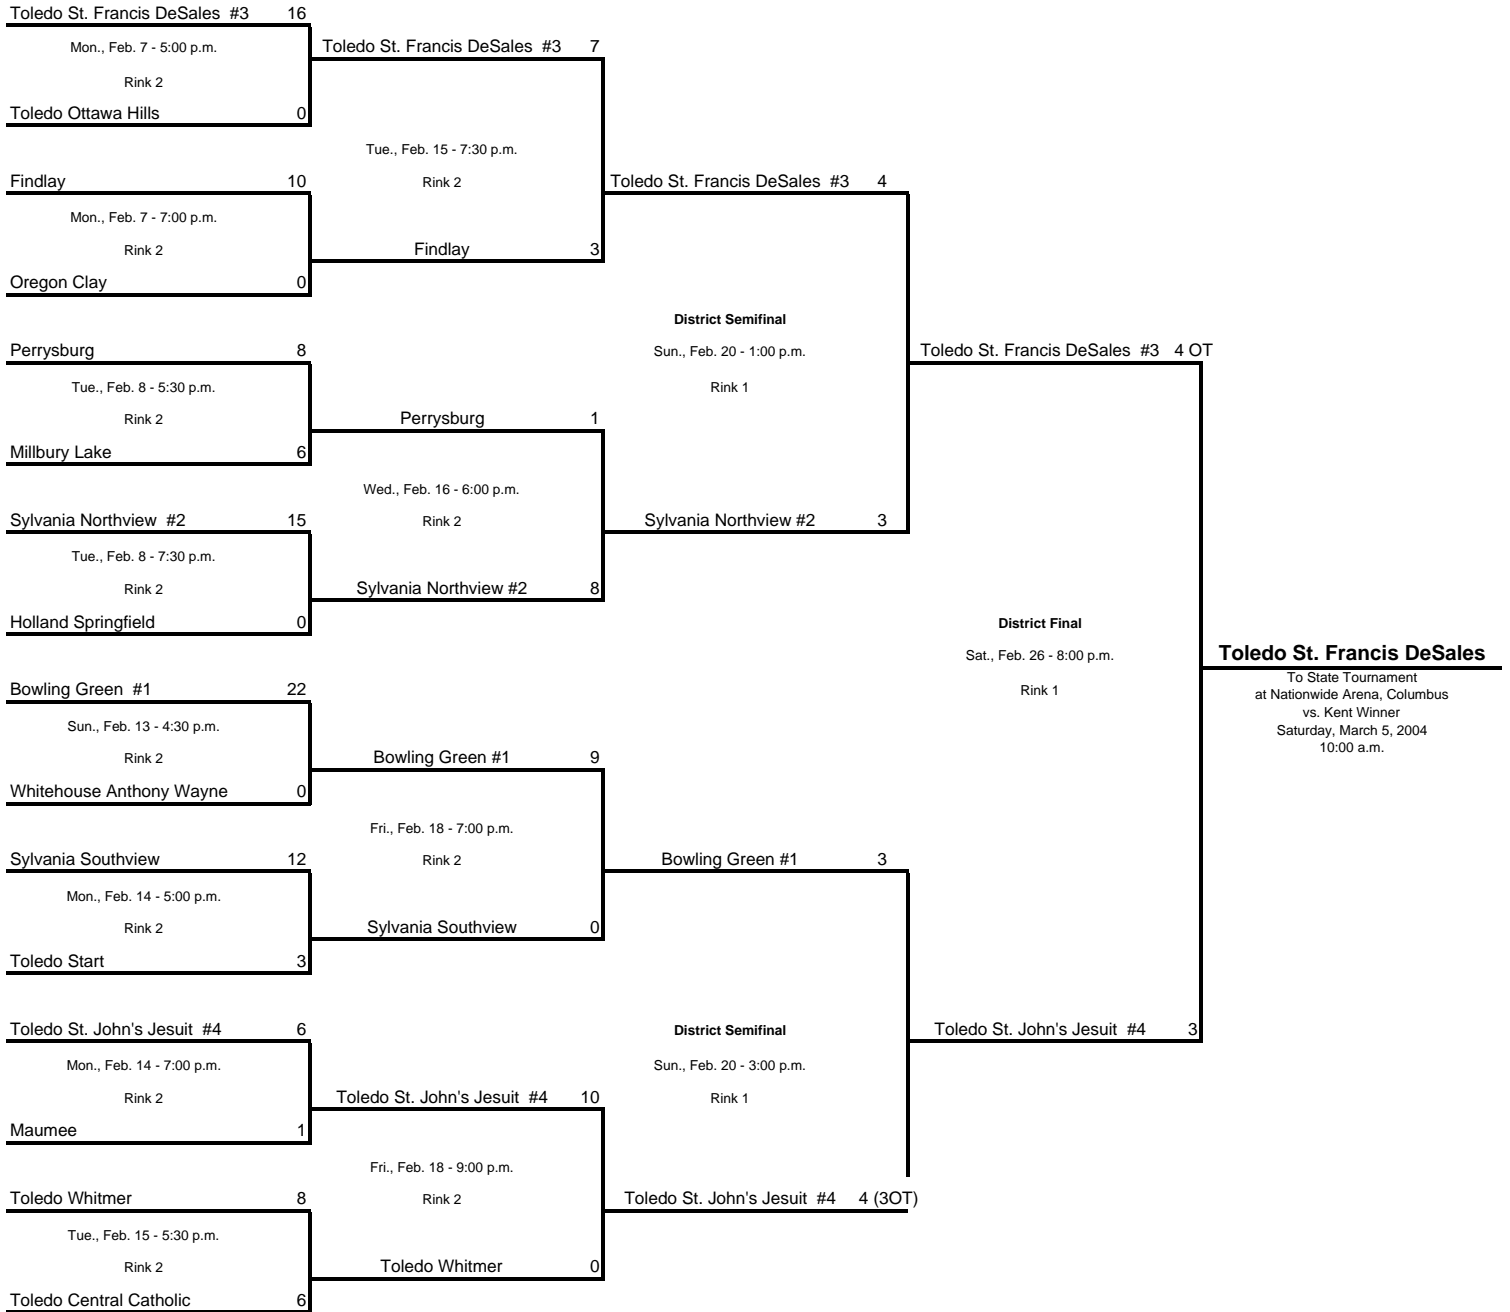 Toledo St. Francis DeSales #3 16
Mon., Feb. 7 - 5:00 p.m.
Rink 2
Toledo Ottawa Hills 0
Findlay 10
Mon., Feb. 7 - 7:00 p.m.
Rink 2
Oregon Clay 0
Perrysburg 8
Tue., Feb. 8 - 5:30 p.m.
Rink 2
Millbury Lake 6
Sylvania Northview #2 15
Tue., Feb. 8 - 7:30 p.m.
Rink 2
Holland Springfield 0
Bowling Green #1 22
Sun., Feb. 13 - 4:30 p.m.
Rink 2
Whitehouse Anthony Wayne 0
Sylvania Southview 12
Mon., Feb. 14 - 5:00 p.m.
Rink 2
Toledo Start 3
Toledo St. John's Jesuit #4 6
Mon., Feb. 14 - 7:00 p.m.
Rink 2
Maumee 1
Toledo Whitmer 8
Tue., Feb. 15 - 5:30 p.m.
Rink 2
Toledo Central Catholic 6
Toledo St. Francis DeSales #3 7
Tue., Feb. 15 - 7:30 p.m.
Rink 2
Findlay 3
Perrysburg 1
Wed., Feb. 16 - 6:00 p.m.
Rink 2
Sylvania Northview #2 8
Bowling Green #1 9
Fri., Feb. 18 - 7:00 p.m.
Rink 2
Sylvania Southview 0
Toledo St. John's Jesuit #4 10
Fri., Feb. 18 - 9:00 p.m.
Rink 2
Toledo Whitmer 0
Toledo St. Francis DeSales #3 4
District Semifinal
Sun., Feb. 20 - 1:00 p.m.
Rink 1
Sylvania Northview #2 3
Bowling Green #1 3
District Semifinal
Sun., Feb. 20 - 3:00 p.m.
Rink 1
Toledo St. John's Jesuit #4 4 (3OT)
Toledo St. Francis DeSales #3 4 OT
District Final
Sat., Feb. 26 - 8:00 p.m.
Rink 1
Toledo St. John's Jesuit #4 3
Toledo St. Francis DeSales
To State Tournament
at Nationwide Arena, Columbus
vs. Kent Winner
Saturday, March 5, 2004
10:00 a.m.